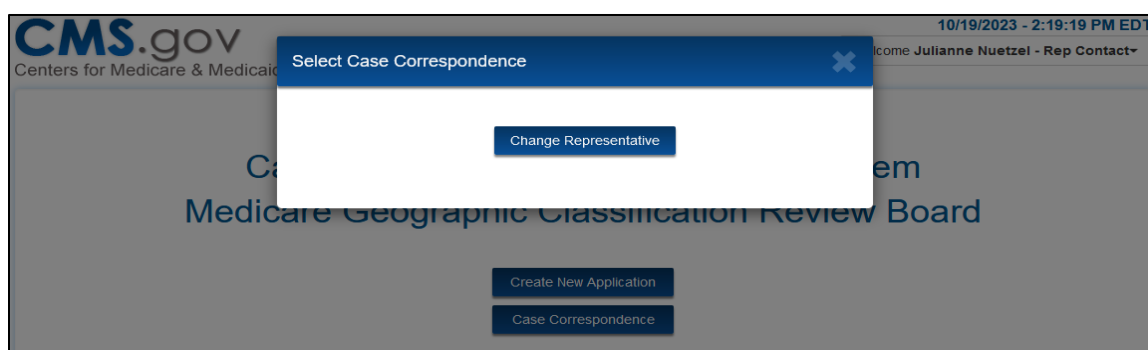 CMS.gov
Centers for Medicare & Medicaid
10/19/2023 - 2:19:19 PM EDT
lcome Julianne Nuetzel - Rep Contact
Select Case Correspondence
Change Representative
Ca em
Medicare Geographic Classification Review Board
Create New Application
Case Correspondence